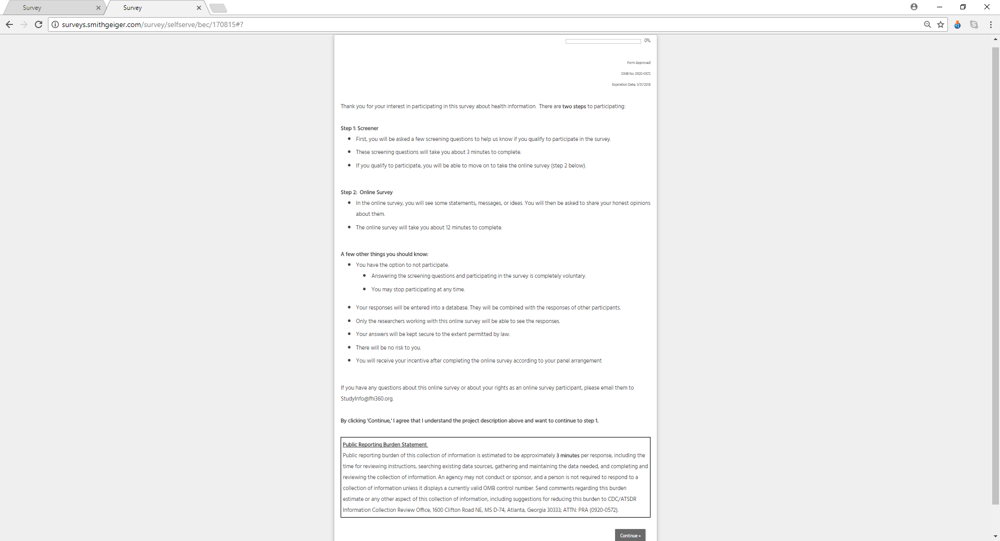 Survey
Survey
surveys.smithgeiger.com/survey/selfserve/bec/170815#?
0%
Form Approved
OMB No. 0920-0572
Expiration Date: 3/31/2018
Thank you for your interest in participating in this survey about health information.  There are two steps to participating:
Step 1: Screener
First, you will be asked a few screening questions to help us know if you qualify to participate in the survey.
These screening questions will take you about 3 minutes to complete.
If you qualify to participate, you will be able to move on to take the online survey (step 2 below).
Step 2:  Online Survey
In the online survey, you will see some statements, messages, or ideas. You will then be asked to share your honest opinions
about them.
The online survey will take you about 12 minutes to complete.
A few other things you should know:
You have the option to not participate.
Answering the screening questions and participating in the survey is completely voluntary.
You may stop participating at any time.
Your responses will be entered into a database. They will be combined with the responses of other participants.
Only the researchers working with this online survey will be able to see the responses.
Your answers will be kept secure to the extent permitted by law.
There will be no risk to you.
You will receive your incentive after completing the online survey according to your panel arrangement
If you have any questions about this online survey or about your rights as an online survey participant, please email them to
StudyInfo@fhi360.org.
By clicking 'Continue,' I agree that I understand the project description above and want to continue to step 1.
Public Reporting Burden Statement
Public reporting burden of this collection of information is estimated to be approximately 3 minutes per response, including the
time for reviewing instructions, searching existing data sources, gathering and maintaining the data needed, and completing and
reviewing the collection of information. An agency may not conduct or sponsor, and a person is not required to respond to a
collection of information unless it displays a currently valid OMB control number. Send comments regarding this burden
estimate or any other aspect of this collection of information, including suggestions for reducing this burden to CDC/ATSDR
Information Collection Review Office, 1600 Clifton Road NE, MS D-74, Atlanta, Georgia 30333; ATTN: PRA (0920-0572).
Continue »